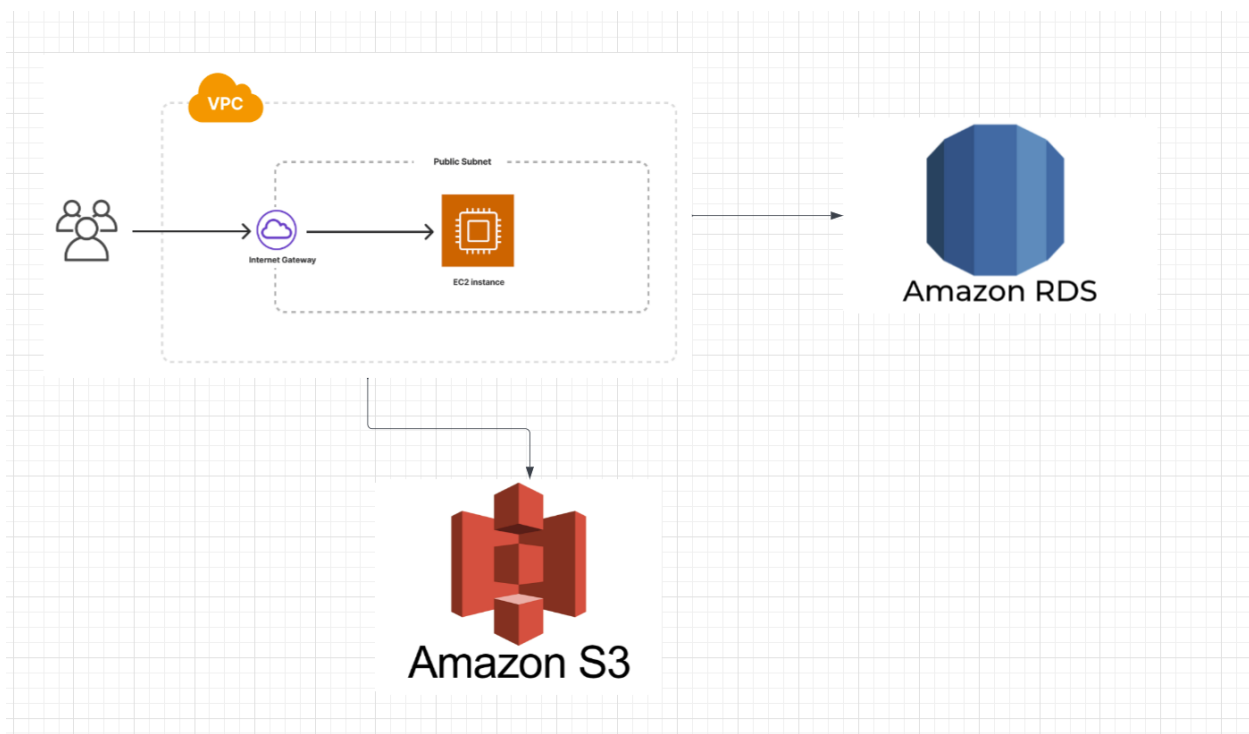 VPC
Public Subnet
Internet Gateway
EC2 instance
Amazon RDS
Amazon S3